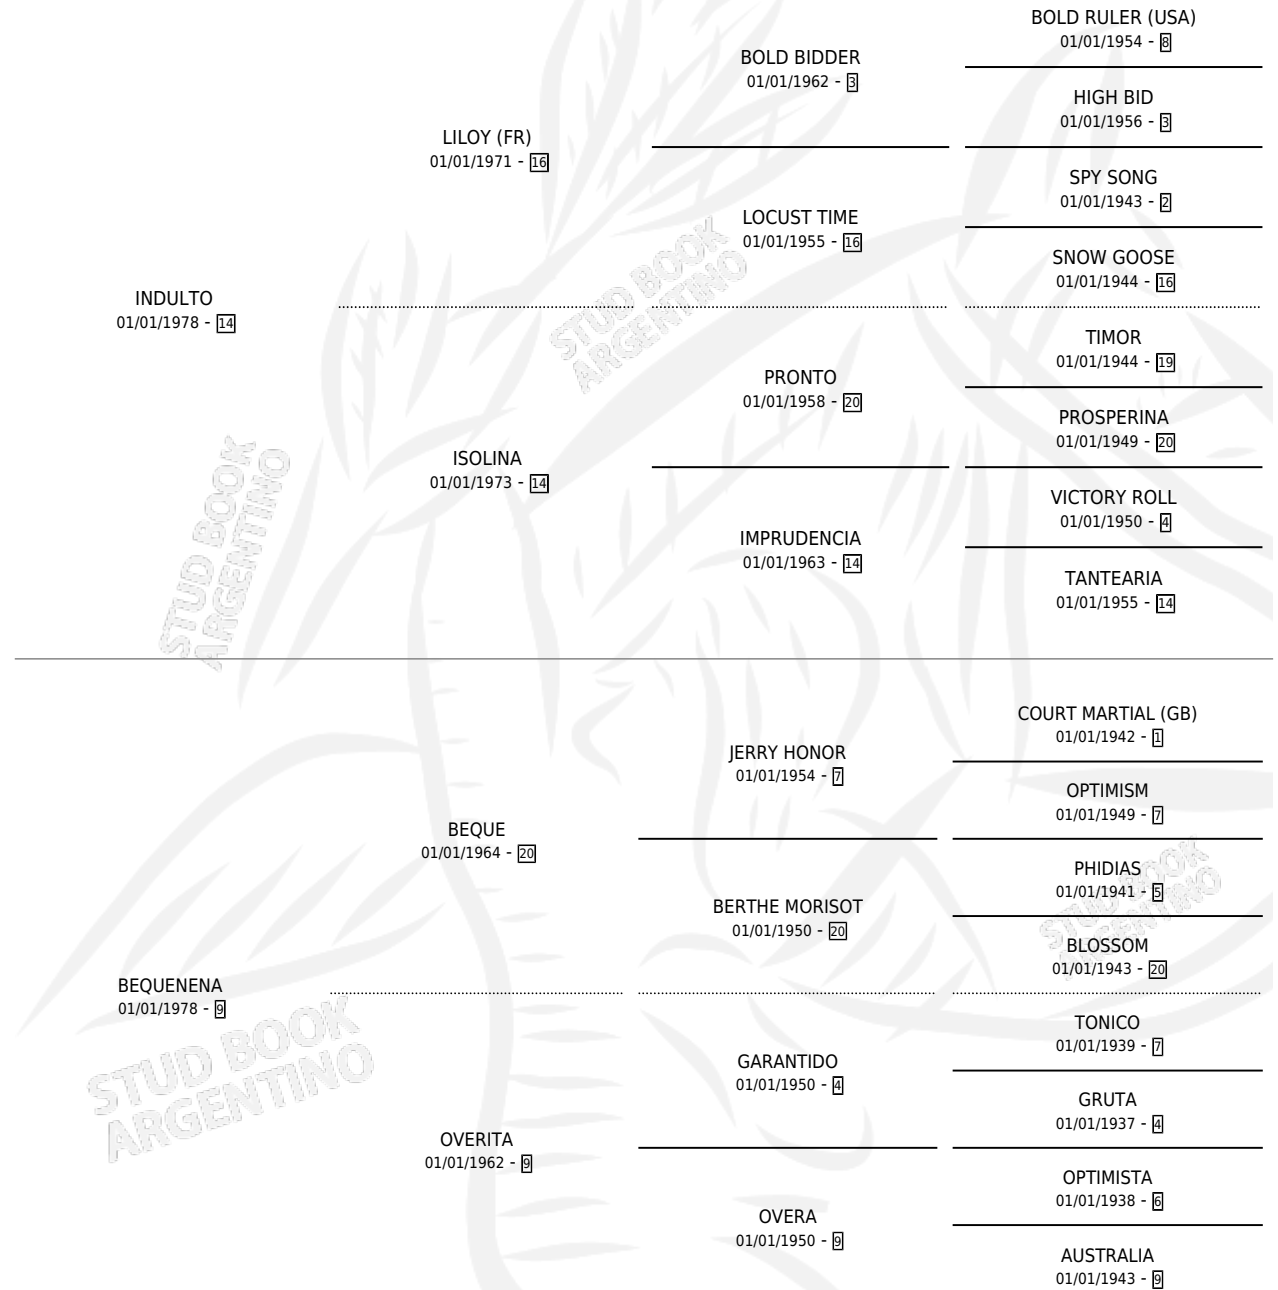 BOLD RULER (USA)
01/01/1954 - 8
BOLD BIDDER
01/01/1962 - 3
HIGH BID
01/01/1956 - 3
LILOY (FR)
01/01/1971 - 16
SPY SONG
01/01/1943 - 2
LOCUST TIME
01/01/1955 - 16
SNOW GOOSE
01/01/1944 - 16
INDULTO
01/01/1978 - 14
TIMOR
01/01/1944 - 19
PRONTO
01/01/1958 - 20
PROSPERINA
01/01/1949 - 20
ISOLINA
01/01/1973 - 14
VICTORY ROLL
01/01/1950 - 4
IMPRUDENCIA
01/01/1963 - 14
TANTEARIA
01/01/1955 - 14
STUD BOOK
ARGENTINO
STUD BOOK
ARGENTINO
COURT MARTIAL (GB)
01/01/1942 - 1
JERRY HONOR
01/01/1954 - 7
OPTIMISM
01/01/1949 - 7
BEQUE
01/01/1964 - 20
PHIDIAS
01/01/1941 - 5
BERTHE MORISOT
01/01/1950 - 20
BLOSSOM
01/01/1943 - 20
BEQUENENA
01/01/1978 - 9
TONICO
01/01/1939 - 7
GARANTIDO
01/01/1950 - 4
GRUTA
01/01/1937 - 4
OVERITA
01/01/1962 - 9
OPTIMISTA
01/01/1938 - 6
OVERA
01/01/1950 - 9
AUSTRALIA
01/01/1943 - 9
STUD BOOK
ARGENTINO
STUD BOOK
ARGENTINO